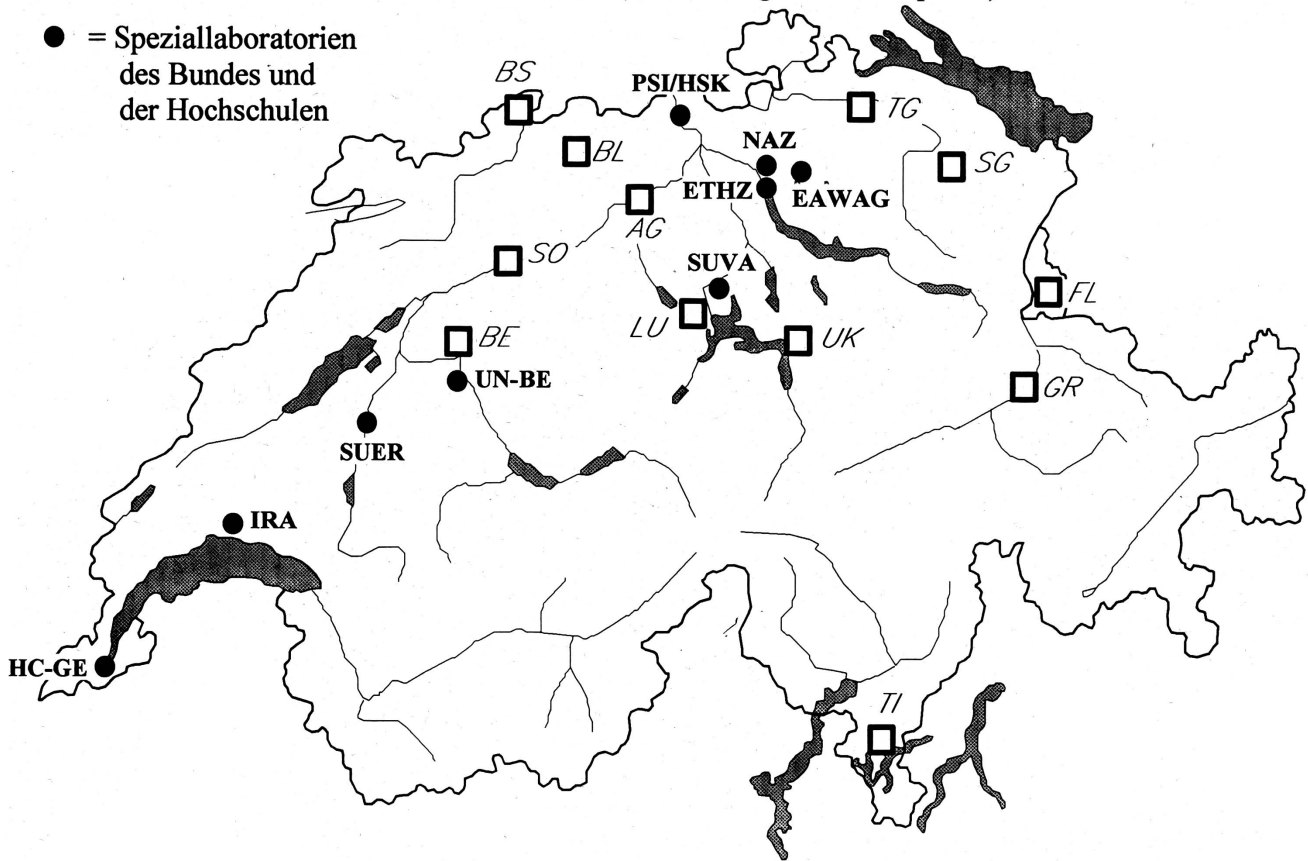 = Speziallaboratorien
des Bundes und
der Hochschulen
BS
PSI/HSK
TG
BL
NAZ
SG
ETHZ
EAWAG
AG
SO
SUVA
FL
LU
UK
BE
UN-BE
GR
SUER
IRA
HC-GE
TI